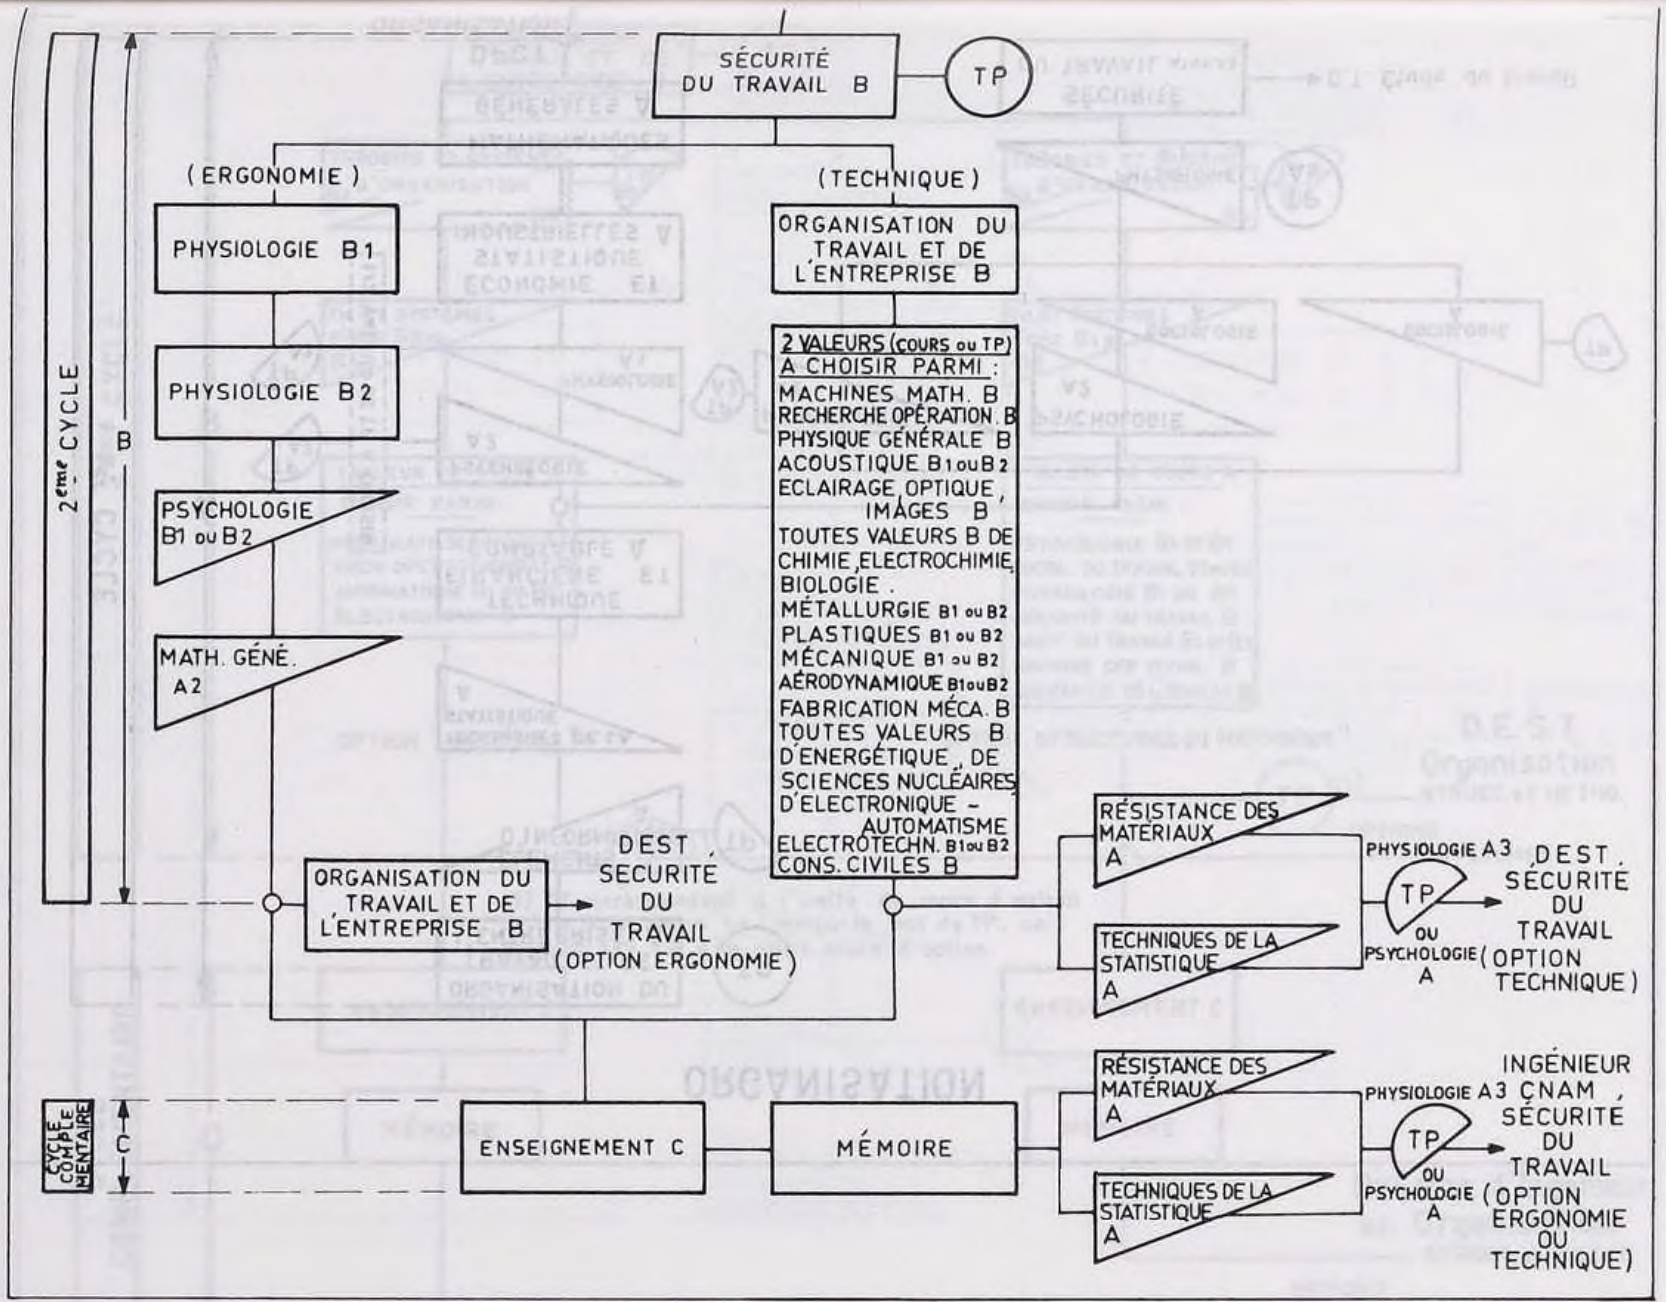 SÉCURITÉ
DU TRAVAIL B
TP
(ERGONOMIE)
(TECHNIQUE)
PHYSIOLOGIE B1
ORGANISATION DU
TRAVAIL ET DE
L'ENTREPRISE B
2eme CYCLE
B
PHYSIOLOGIE B2
PSYCHOLOGIE
B1 ou B2
MATH. GÉNÉ.
A2
2 VALEURS (COURS ou TP)
A CHOISIR PARMI :
MACHINES MATH. B
RECHERCHE OPÉRATION. B
PHYSIQUE GÉNÉRALE B
ACOUSTIQUE B1 ou B2
ECLAIRAGE, OPTIQUE,
IMAGES B
TOUTES VALEURS B DE
CHIMIE, ELECTROCHIMIE,
BIOLOGIE.
MÉTALLURGIE B1 ou B2
PLASTIQUES B1 ou B2
MÉCANIQUE B1 ou B2
AÉRODYNAMIQUE B1 ou B2
FABRICATION MÉCA. B
TOUTES VALEURS B
D'ENERGÉTIQUE, DE
SCIENCES NUCLÉAIRES,
D'ELECTRONIQUE -
AUTOMATISME
ELECTROTECHN. B1 ou B2
CONS. CIVILES B
ORGANISATION DU
TRAVAIL ET DE
L'ENTREPRISE B
DEST.
SÉCURITÉ
DU
TRAVAIL
(OPTION ERGONOMIE)
RÉSISTANCE DES
MATÉRIAUX
A
TECHNIQUES DE LA
STATISTIQUE
A
PHYSIOLOGIE A3
TP
OU
PSYCHOLOGIE
A
DEST.
SÉCURITÉ
DU
TRAVAIL
(OPTION
TECHNIQUE)
CYCLE
COMPLE
MENTAIRE
C
ENSEIGNEMENT C
MÉMOIRE
RÉSISTANCE DES
MATÉRIAUX
A
TECHNIQUES DE LA
STATISTIQUE
A
PHYSIOLOGIE A3
TP
OU
PSYCHOLOGIE
A
INGÉNIEUR
CNAM,
SÉCURITÉ
DU
TRAVAIL
(OPTION
ERGONOMIE
OU
TECHNIQUE)